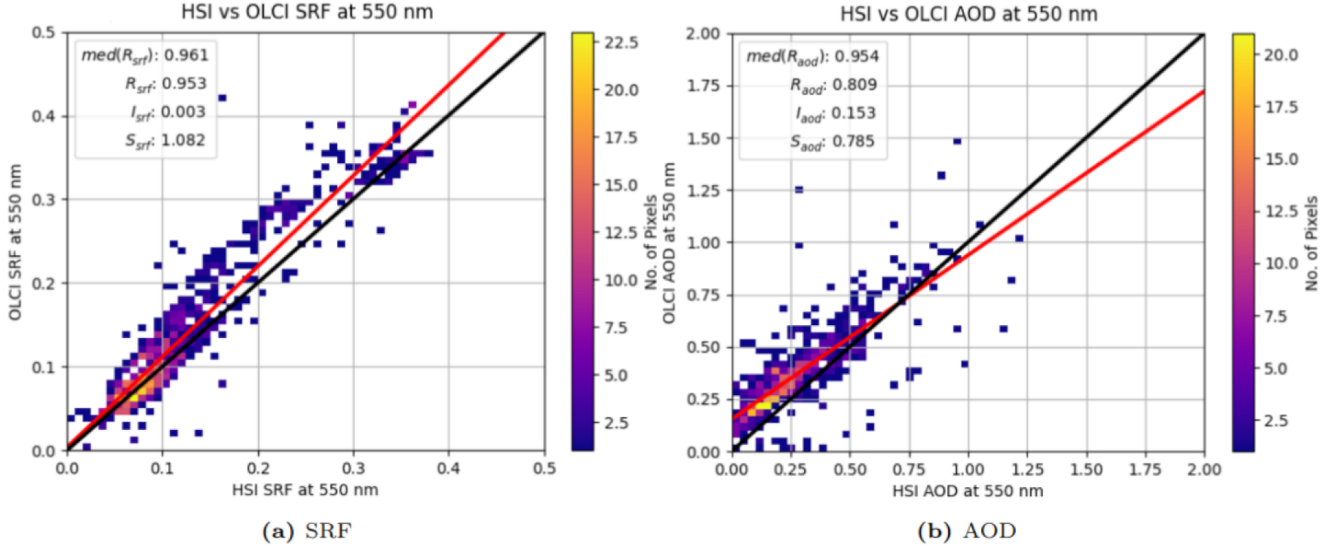 HSI vs OLCI SRF at 550 nm
med(R_srf): 0.961
R_srf: 0.953
I_srf: 0.003
S_srf: 1.082
OLCI SRF at 550 nm
0.5
0.4
0.3
0.2
0.1
0.0
0.0 0.1 0.2 0.3 0.4 0.5
HSI SRF at 550 nm
22.5
20.0
17.5
15.0
12.5
10.0
7.5
5.0
2.5
No. of Pixels
(a) SRF
HSI vs OLCI AOD at 550 nm
med(R_aod): 0.954
R_aod: 0.809
I_aod: 0.153
S_aod: 0.785
OLCI AOD at 550 nm
2.00
1.75
1.50
1.25
1.00
0.75
0.50
0.25
0.00
0.00 0.25 0.50 0.75 1.00 1.25 1.50 1.75 2.00
HSI AOD at 550 nm
20.0
17.5
15.0
12.5
10.0
7.5
5.0
2.5
No. of Pixels
(b) AOD